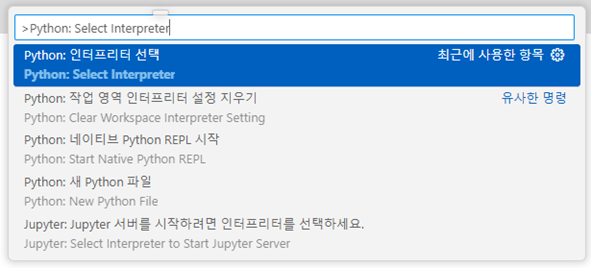 >Python: Select Interpreter
Python: 인터프리터 선택 최근에 사용한 항목
Python: Select Interpreter
Python: 작업 영역 인터프리터 설정 지우기 유사한 명령
Python: Clear Workspace Interpreter Setting
Python: 네이티브 Python REPL 시작
Python: Start Native Python REPL
Python: 새 Python 파일
Python: New Python File
Jupyter: Jupyter 서버를 시작하려면 인터프리터를 선택하세요.
Jupyter: Select Interpreter to Start Jupyter Server